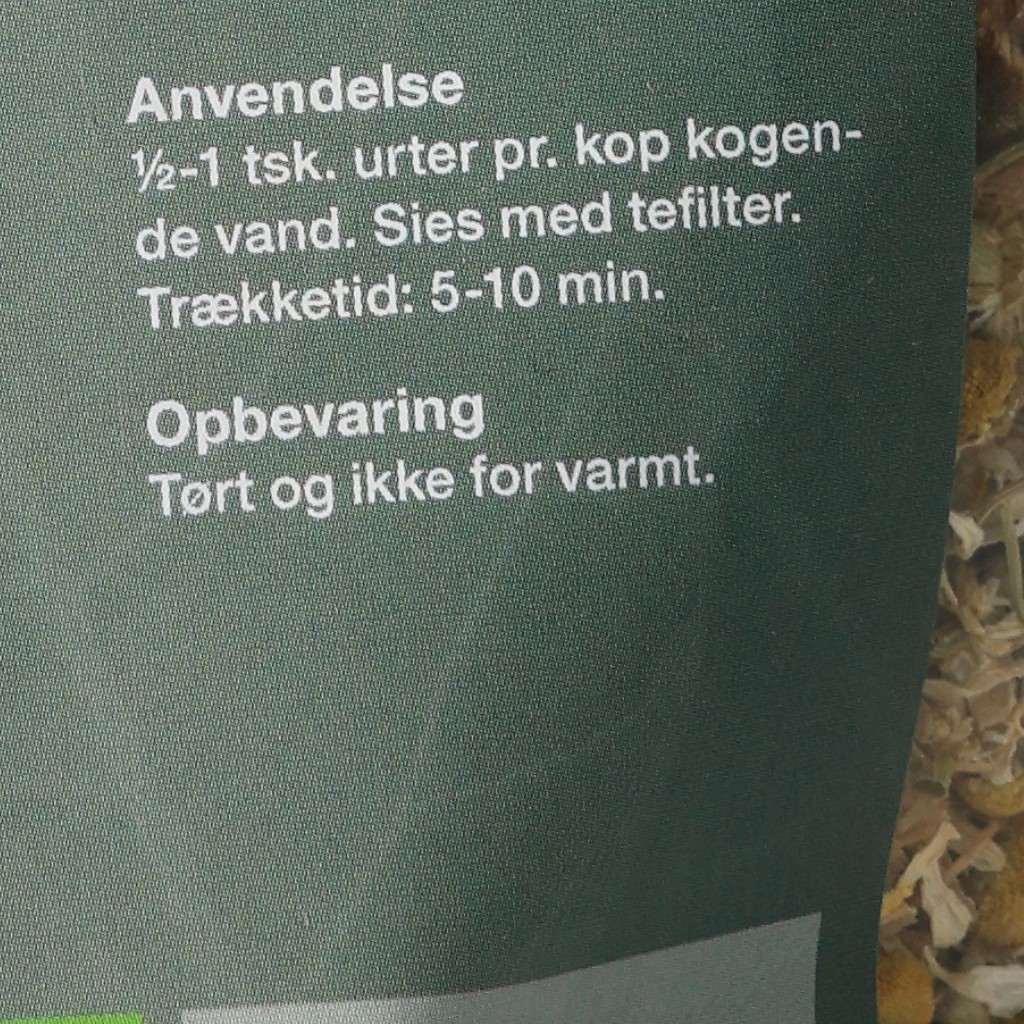 Anvendelse
½-1 tsk. urter pr. kop kogen-
de vand. Sies med tefilter.
Trækketid: 5-10 min.
Opbevaring
Tørt og ikke for varmt.